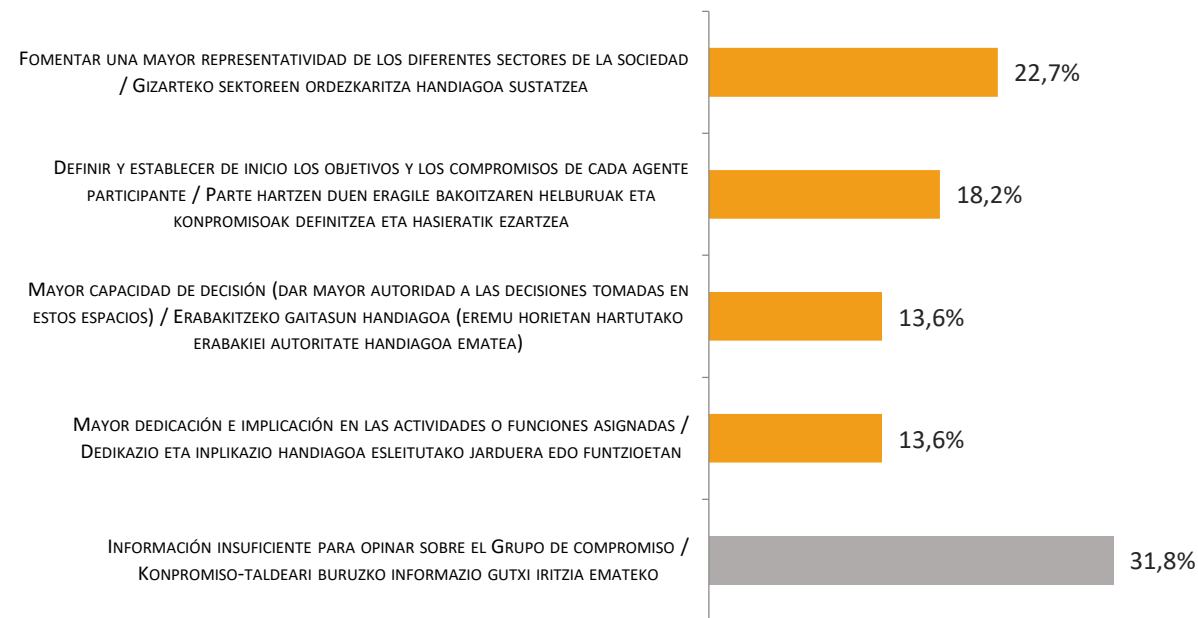 FOMENTAR UNA MAYOR REPRESENTATIVIDAD DE LOS DIFERENTES SECTORES DE LA SOCIEDAD
/ GIZARTEKO SEKTOREEN ORDEZKARITZA HANDIAGOA SUSTATZEA
22,7%
DEFINIR Y ESTABLECER DE INICIO LOS OBJETIVOS Y LOS COMPROMISOS DE CADA AGENTE
PARTICIPANTE / PARTE HARTZEN DUEN ERAGILE BAKOITZAREN HELBURUAK ETA
KONPROMISOAK DEFINITZEA ETA HASIERATIK EZARTZEA
18,2%
MAYOR CAPACIDAD DE DECISIÓN (DAR MAYOR AUTORIDAD A LAS DECISIONES TOMADAS EN
ESTOS ESPACIOS) / ERABAKITZEKO GAITASUN HANDIAGOA (EREMU HORIETAN HARTUTAKO
ERABAKIEI AUTORITATE HANDIAGOA EMATEA)
13,6%
MAYOR DEDICACIÓN E IMPLICACIÓN EN LAS ACTIVIDADES O FUNCIONES ASIGNADAS /
DEDIKAZIO ETA INPLIKAZIO HANDIAGOA ESLEITUTAKO JARDUERA EDO FUNTZIOETAN
13,6%
INFORMACIÓN INSUFICIENTE PARA OPINAR SOBRE EL GRUPO DE COMPROMISO /
KONPROMISO-TALDEARI BURUZKO INFORMAZIO GUTXI IRITZIA EMATEKO
31,8%